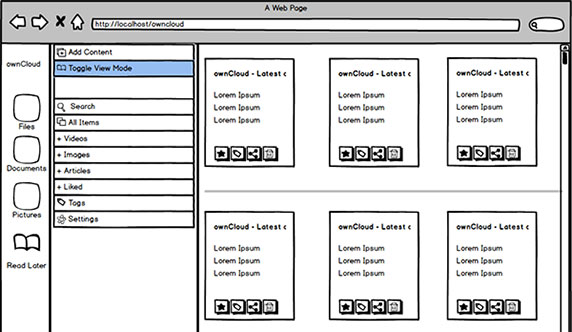 A Web Page
http://localhost/owncloud
ownCloud
Files
Documents
Pictures
Read Later
Add Content
Toggle View Mode
Search
All Items
+ Videos
+ Images
+ Articles
+ Liked
Tags
Settings
ownCloud - Latest c
Lorem Ipsum
Lorem Ipsum
Lorem Ipsum
ownCloud - Latest c
Lorem Ipsum
Lorem Ipsum
Lorem Ipsum
ownCloud - Latest c
Lorem Ipsum
Lorem Ipsum
Lorem Ipsum
ownCloud - Latest c
Lorem Ipsum
Lorem Ipsum
Lorem Ipsum
ownCloud - Latest c
Lorem Ipsum
Lorem Ipsum
Lorem Ipsum
ownCloud - Latest c
Lorem Ipsum
Lorem Ipsum
Lorem Ipsum